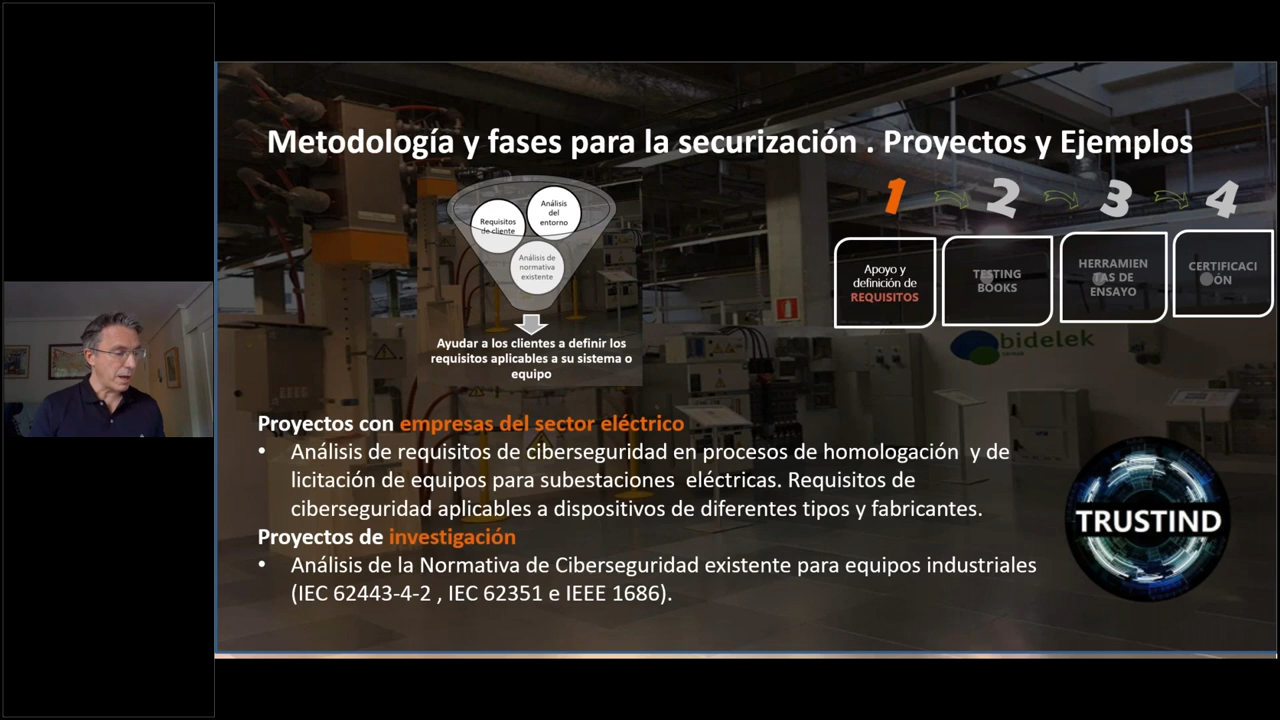 Metodología y fases para la securización . Proyectos y Ejemplos
1
2
3
4
Requisitos
de cliente
Análisis
del
entorno
Análisis de
normativa
existente
Ayudar a los clientes a definir los
requisitos aplicables a su sistema o
equipo
Apoyo y
definición de
REQUISITOS
TESTING
BOOKS
HERRAMIEN
TAS DE
ENSAYO
CERTIFICACI
ÓN
bidelek
Proyectos con empresas del sector eléctrico
• Análisis de requisitos de ciberseguridad en procesos de homologación y de
licitación de equipos para subestaciones eléctricas. Requisitos de
ciberseguridad aplicables a dispositivos de diferentes tipos y fabricantes.
Proyectos de investigación
• Análisis de la Normativa de Ciberseguridad existente para equipos industriales
(IEC 62443-4-2 , IEC 62351 e IEEE 1686).
TRUSTIND